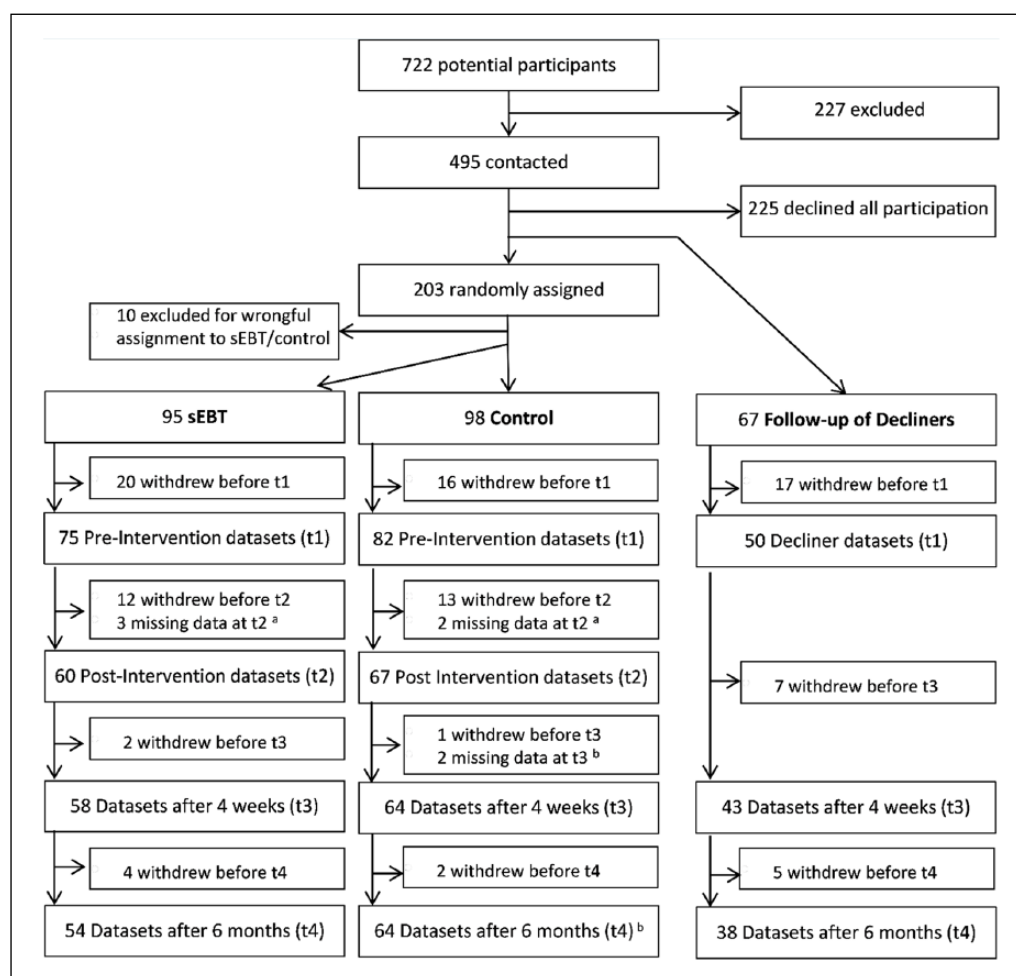 722 potential participants
227 excluded
495 contacted
225 declined all participation
203 randomly assigned
10 excluded for wrongful
assignment to sEBT/control
95 sEBT
98 Control
67 Follow-up of Decliners
20 withdrew before t1
16 withdrew before t1
17 withdrew before t1
75 Pre-Intervention datasets (t1)
82 Pre-Intervention datasets (t1)
50 Decliner datasets (t1)
12 withdrew before t2
3 missing data at t2 a
13 withdrew before t2
2 missing data at t2 a
60 Post-Intervention datasets (t2)
67 Post Intervention datasets (t2)
7 withdrew before t3
2 withdrew before t3
1 withdrew before t3
2 missing data at t3 b
58 Datasets after 4 weeks (t3)
64 Datasets after 4 weeks (t3)
43 Datasets after 4 weeks (t3)
4 withdrew before t4
2 withdrew before t4
5 withdrew before t4
54 Datasets after 6 months (t4)
64 Datasets after 6 months (t4) b
38 Datasets after 6 months (t4)